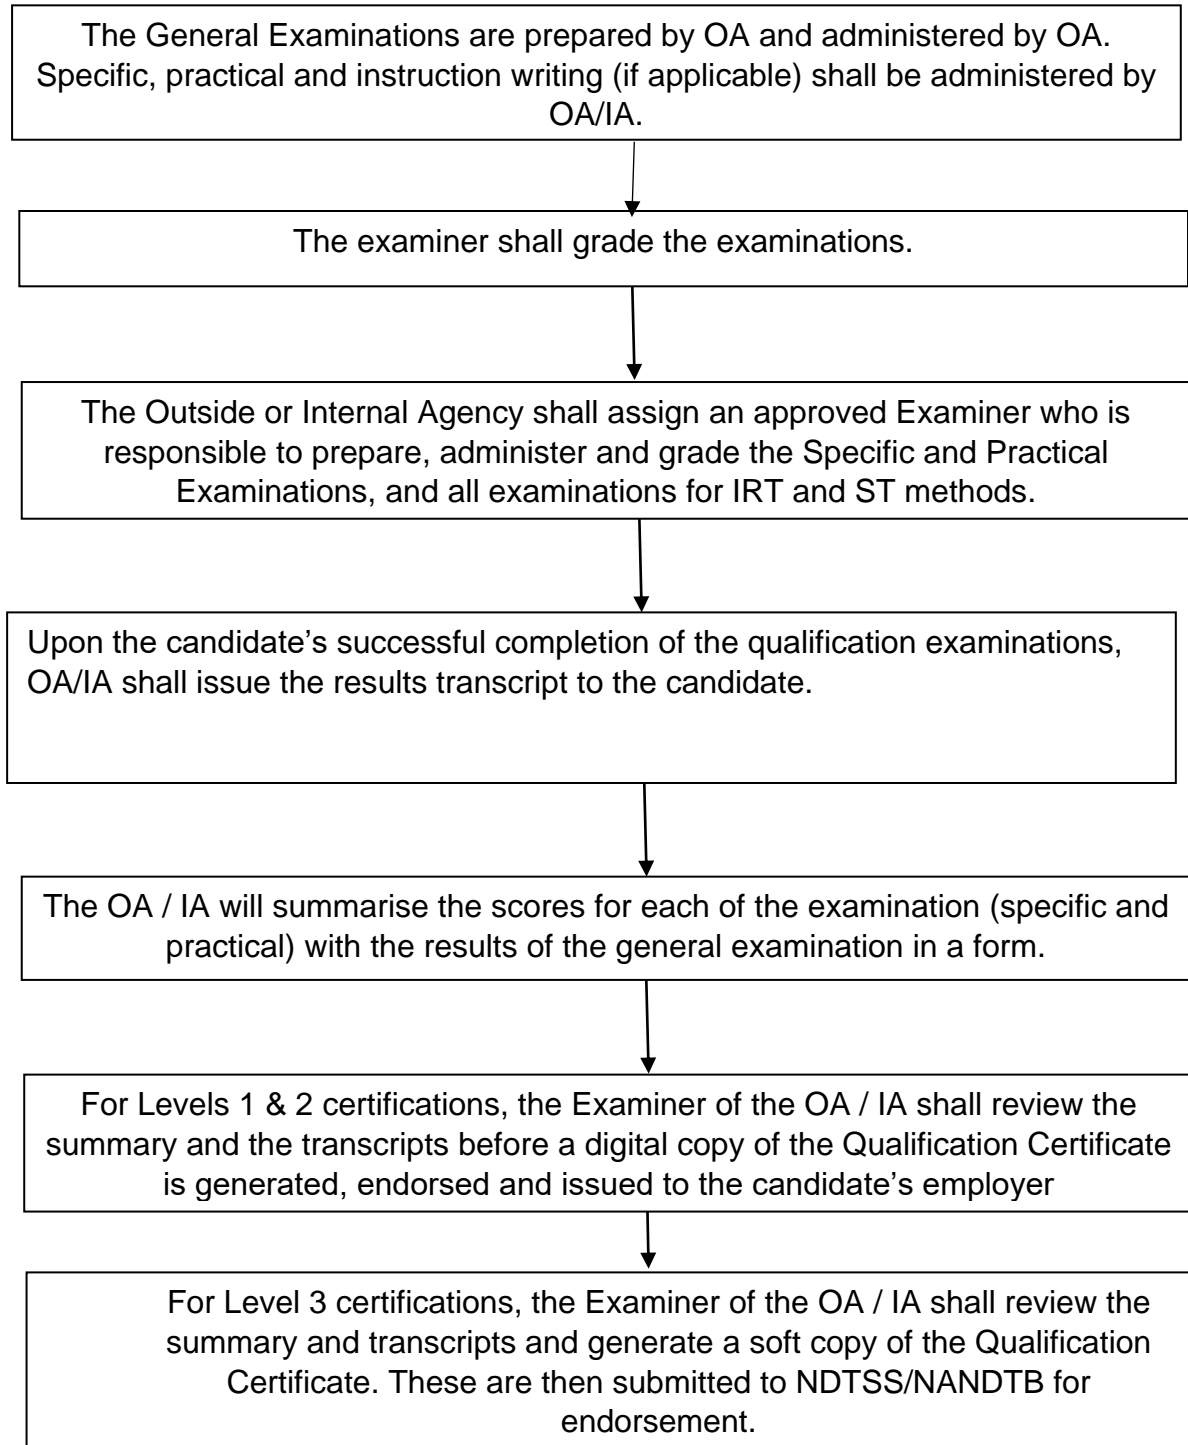 The General Examinations are prepared by OA and administered by OA.
Specific, practical and instruction writing (if applicable) shall be administered by
OA/IA.
The examiner shall grade the examinations.
The Outside or Internal Agency shall assign an approved Examiner who is
responsible to prepare, administer and grade the Specific and Practical
Examinations, and all examinations for IRT and ST methods.
Upon the candidate’s successful completion of the qualification examinations,
OA/IA shall issue the results transcript to the candidate.
The OA / IA will summarise the scores for each of the examination (specific and
practical) with the results of the general examination in a form.
For Levels 1 & 2 certifications, the Examiner of the OA / IA shall review the
summary and the transcripts before a digital copy of the Qualification Certificate
is generated, endorsed and issued to the candidate’s employer
For Level 3 certifications, the Examiner of the OA / IA shall review the
summary and transcripts and generate a soft copy of the Qualification
Certificate. These are then submitted to NDTSS/NANDTB for
endorsement.